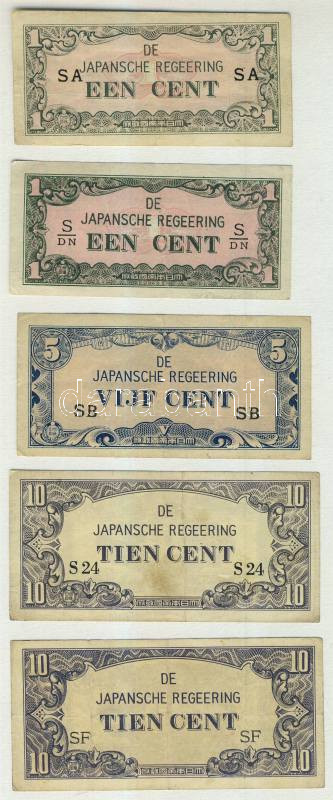 1 1
DE
JAPANSCHE REGEERING
SA SA
EEN CENT
1 1
1 1
DE
JAPANSCHE REGEERING
S/DN S/DN
EEN CENT
1 1
5 5
DE
JAPANSCHE REGEERING
VIJF CENT
SB SB
V
10 10
DE
JAPANSCHE REGEERING
TIEN CENT
S24 S24
10 10
10 10
DE
JAPANSCHE REGEERING
TIEN CENT
SF SF
10 10